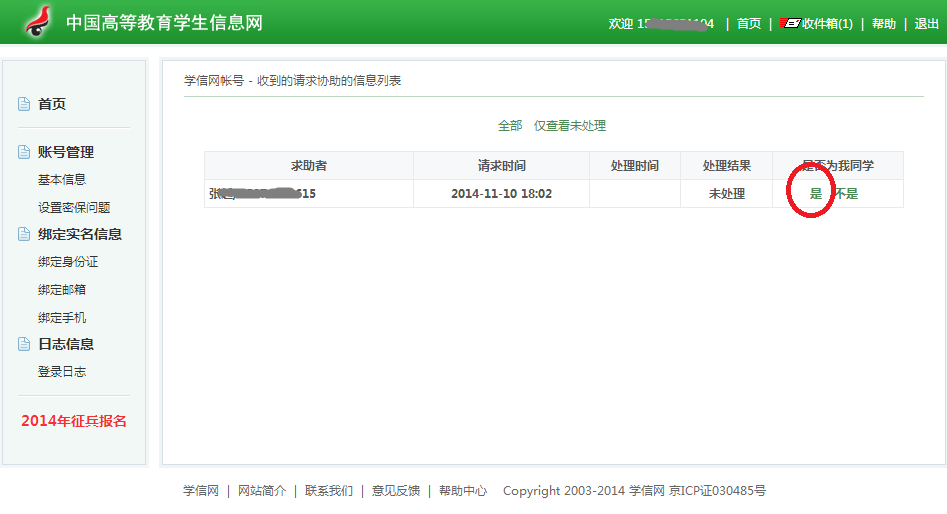 中国高等教育学生信息网
欢迎 15 04 | 首页 | 收件箱(1) | 帮助 | 退出
首页
账号管理
基本信息
设置密保问题
绑定实名信息
绑定身份证
绑定邮箱
绑定手机
日志信息
登录日志
2014年征兵报名
学信网帐号 - 收到的请求协助的信息列表
全部 仅查看未处理
求助者 请求时间 处理时间 处理结果 是否为我同学
张 615 2014-11-10 18:02 未处理 是 不是
学信网 | 网站简介 | 联系我们 | 意见反馈 | 帮助中心 Copyright 2003-2014 学信网 京ICP证030485号